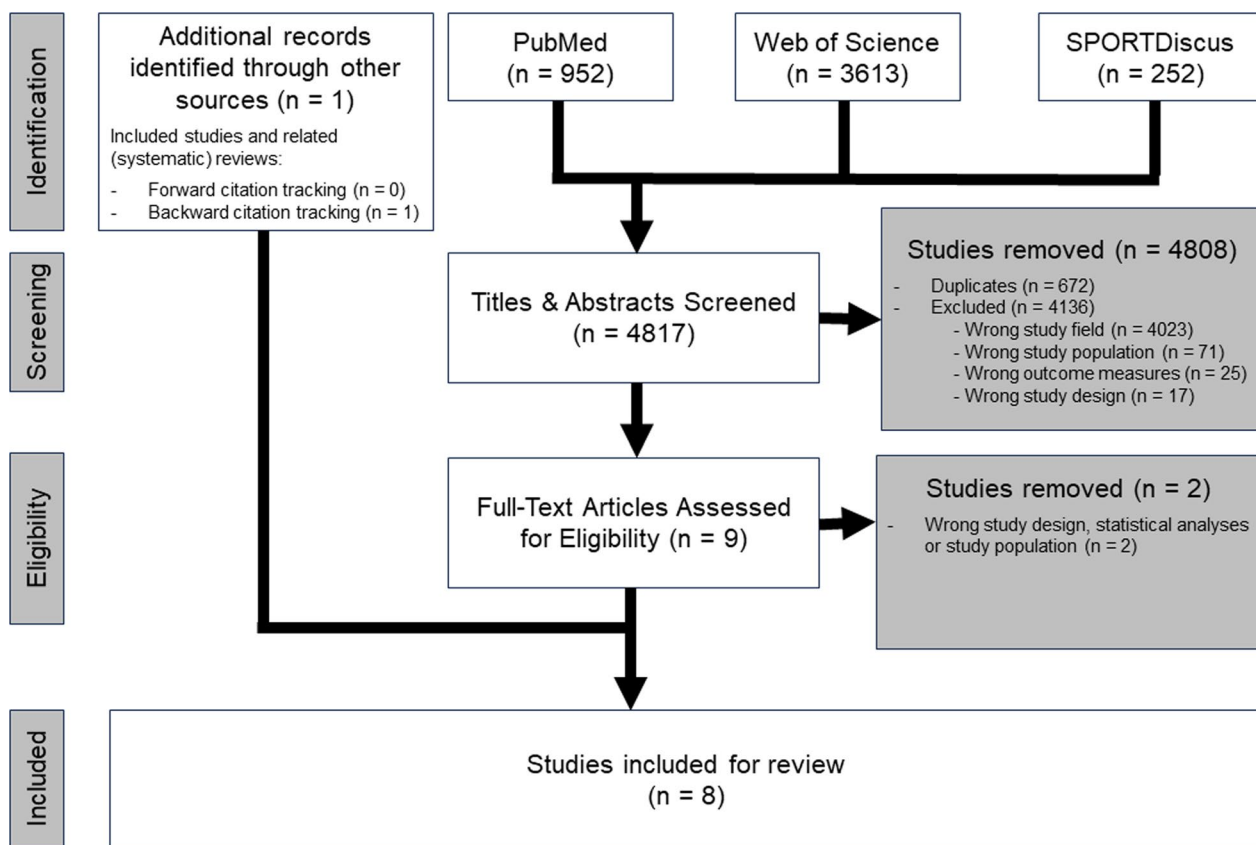 Identification
Additional records
identified through other
sources (n = 1)
Included studies and related
(systematic) reviews:
- Forward citation tracking (n = 0)
- Backward citation tracking (n = 1)
PubMed
(n = 952)
Web of Science
(n = 3613)
SPORTDiscus
(n = 252)
Screening
Titles & Abstracts Screened
(n = 4817)
Studies removed (n = 4808)
- Duplicates (n = 672)
- Excluded (n = 4136)
- Wrong study field (n = 4023)
- Wrong study population (n = 71)
- Wrong outcome measures (n = 25)
- Wrong study design (n = 17)
Eligibility
Full-Text Articles Assessed
for Eligibility (n = 9)
Studies removed (n = 2)
- Wrong study design, statistical analyses
or study population (n = 2)
Included
Studies included for review
(n = 8)